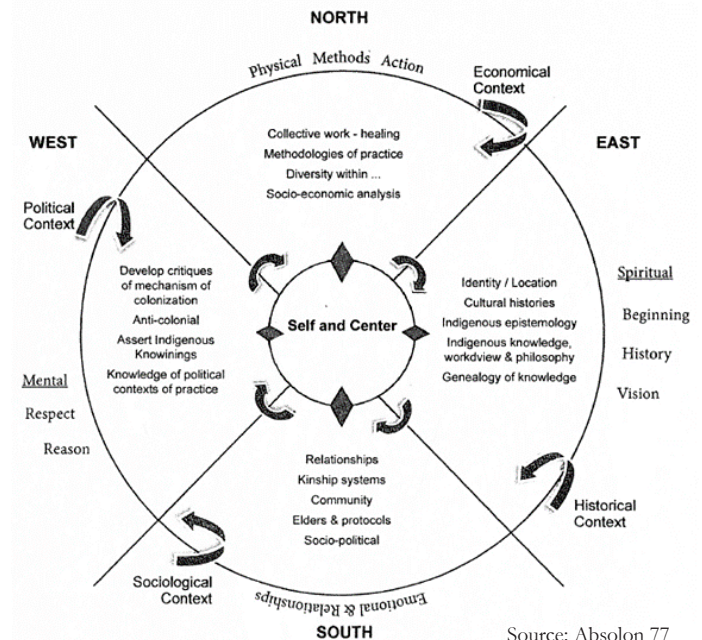 NORTH
Physical Methods Action
Economical
Context
WEST
EAST
Collective work - healing
Methodologies of practice
Diversity within ...
Socio-economic analysis
Political
Context
Develop critiques
of mechanism of
colonization
Anti-colonial
Assert Indigenous
Knowinings
Knowledge of political
contexts of practice
Self and Center
Identity / Location
Cultural histories
Indigenous epistemology
Indigenous knowledge,
workdview & philosophy
Genealogy of knowledge
Spiritual
Beginning
History
Vision
Mental
Respect
Reason
Relationships
Kinship systems
Community
Elders & protocols
Socio-political
Historical
Context
Sociological
Context
Emotional & Relationships
SOUTH
Source: Absolon 77